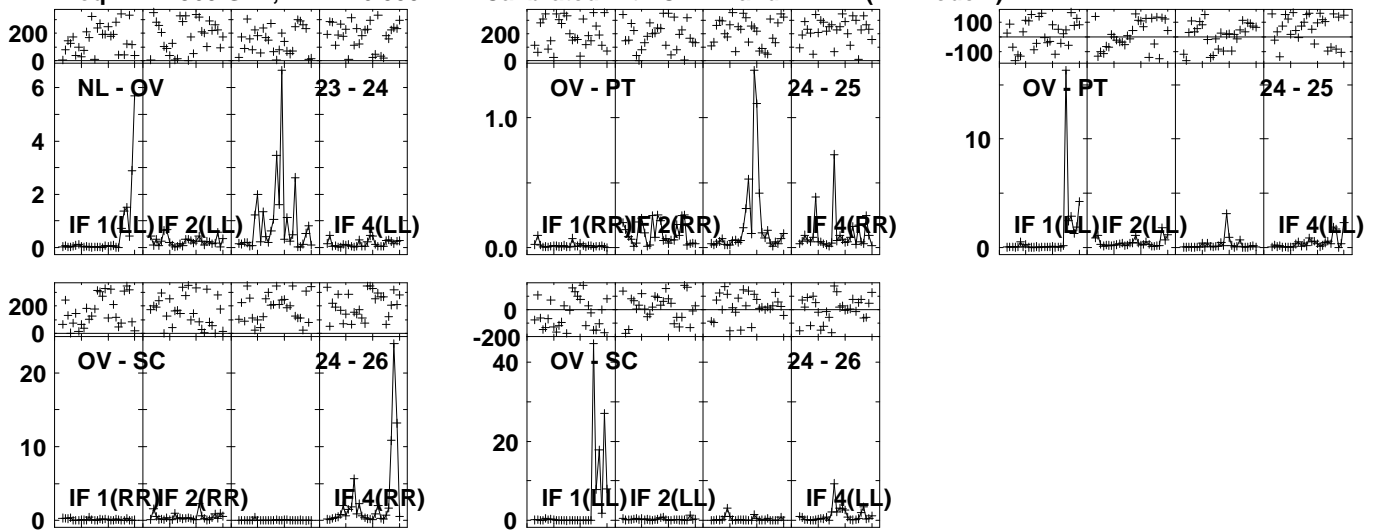 200
0
6
4
2
0
NL - OV
23 - 24
IF 1(LL)
IF 2(LL)
IF 4(LL)
200
0
1.0
0.0
OV - PT
24 - 25
IF 1(RR)
IF 2(RR)
IF 4(RR)
100
-100
10
0
OV - PT
24 - 25
IF 1(LL)
IF 2(LL)
IF 4(LL)
200
0
20
10
0
OV - SC
24 - 26
IF 1(RR)
IF 2(RR)
IF 4(RR)
0
-200
40
20
0
OV - SC
24 - 26
IF 1(LL)
IF 2(LL)
IF 4(LL)